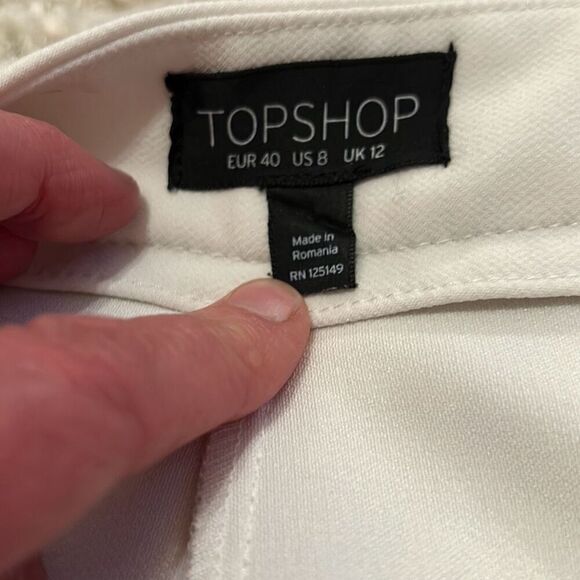 TOPSHOP
EUR 40 US 8 UK 12
Made in
Romania
RN 125149